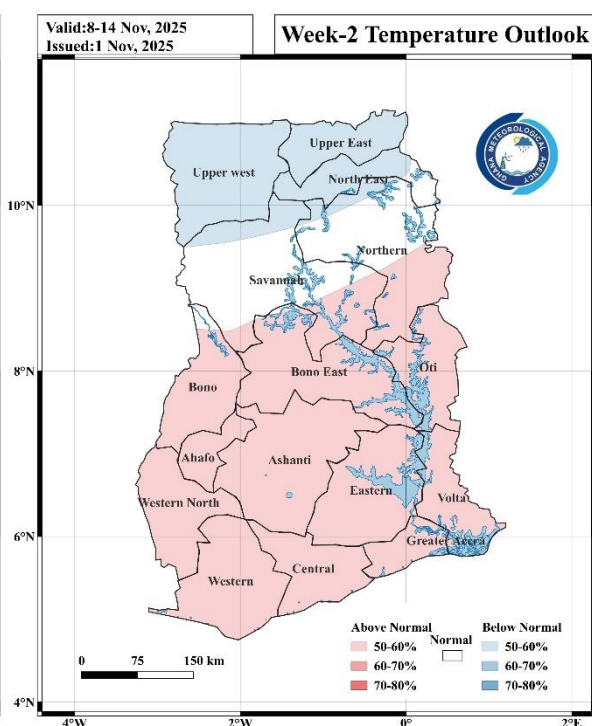 Valid:8-14 Nov, 2025
Issued:1 Nov, 2025
Week-2 Temperature Outlook
GHANA METEOROLOGICAL AGENCY
Upper East
Upper west
North East
10°N
Northern
Savannah
8°N
Bono East
Oti
Bono
Ahafo
Ashanti
Eastern
Volta
Western North
6°N
Greater Accra
Central
Western
Above Normal
50-60%
60-70%
70-80%
Normal
Below Normal
50-60%
60-70%
70-80%
0 75 150 km
4°N
4°W
2°W
0°
2°E